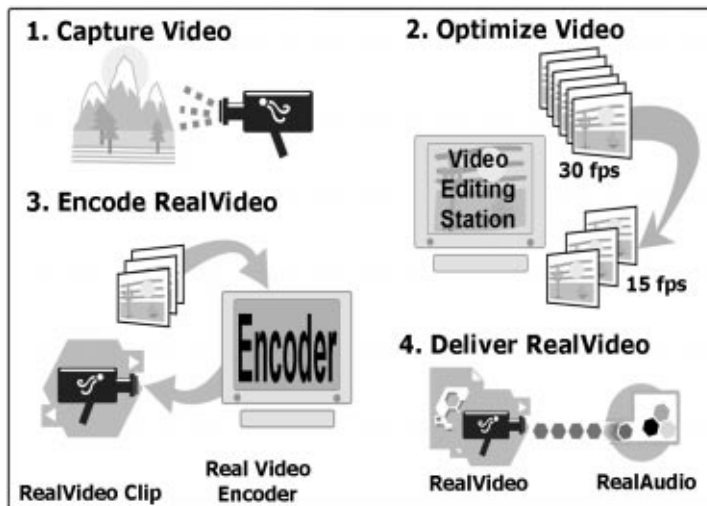 1. Capture Video
2. Optimize Video
30 fps
Video
Editing
Station
15 fps
3. Encode RealVideo
Encoder
RealVideo Clip
Real Video
Encoder
4. Deliver RealVideo
RealVideo
RealAudio